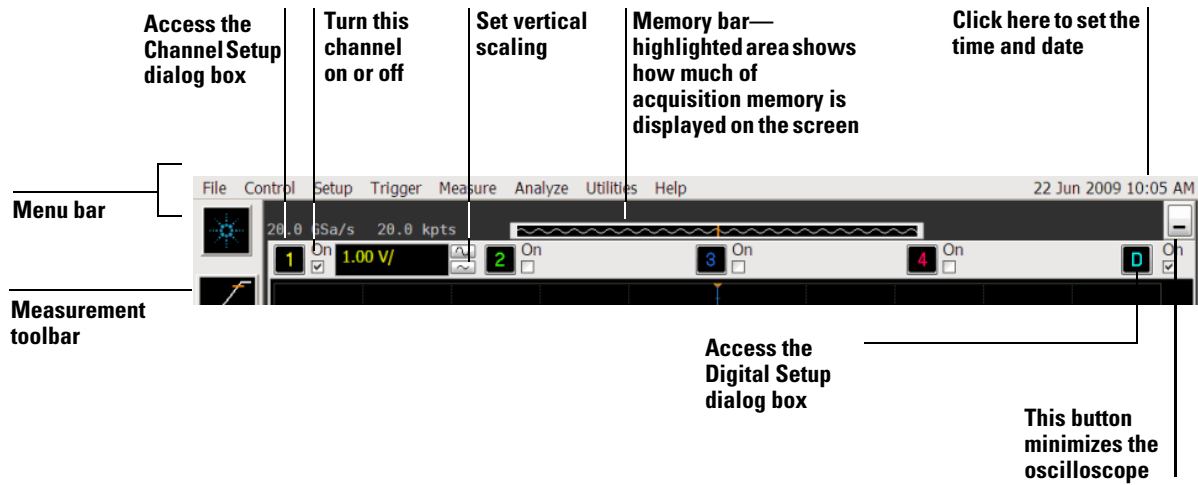 Access the
Channel Setup
dialog box
Turn this
channel
on or off
Set vertical
scaling
Memory bar—
highlighted area shows
how much of
acquisition memory is
displayed on the screen
Click here to set the
time and date
Menu bar
File Control Setup Trigger Measure Analyze Utilities Help 22 Jun 2009 10:05 AM
20.0 GSa/s 20.0 kpts
1 On 1.00 V/ 2 On 3 On 4 On D On
Measurement
toolbar
Access the
Digital Setup
dialog box
This button
minimizes the
oscilloscope